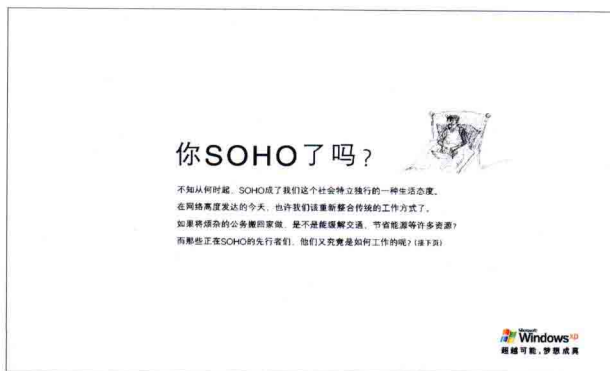 你SOHO了吗?
不知从何时起，SOHO成了我们这个社会特立独行的一种生活态度。
在网络高度发达的今天，也许我们该重新整合传统的工作方式了。
如果将烦杂的公务搬回家做，是不是能缓解交通、节省能源等许多资源?
而那些正在SOHO的先行者们，他们又究竟是如何工作的呢?(接下页)
Microsoft
Windows xp
超越可能,梦想成真